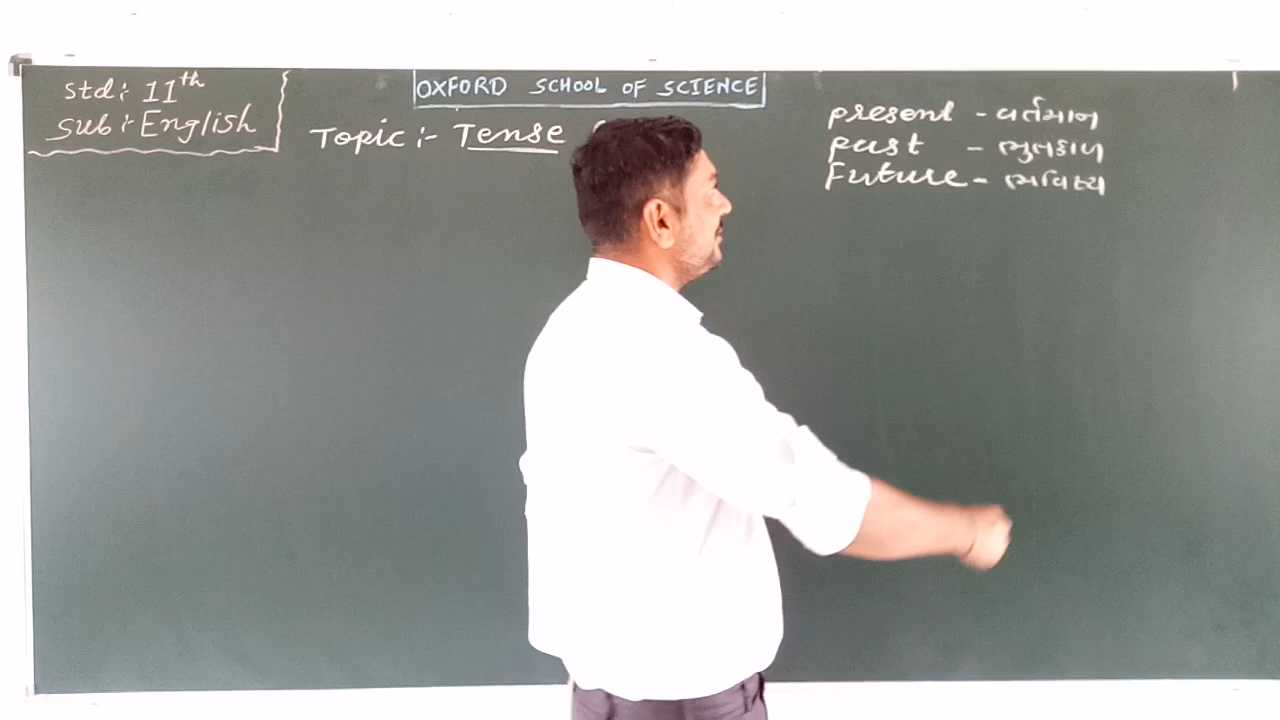 Std: 11th
Sub:- English
OXFORD SCHOOL OF SCIENCE
Topic :- Tense
present - વર્તમાન
past - ભુતકાળ
Future - ભવિષ્ય